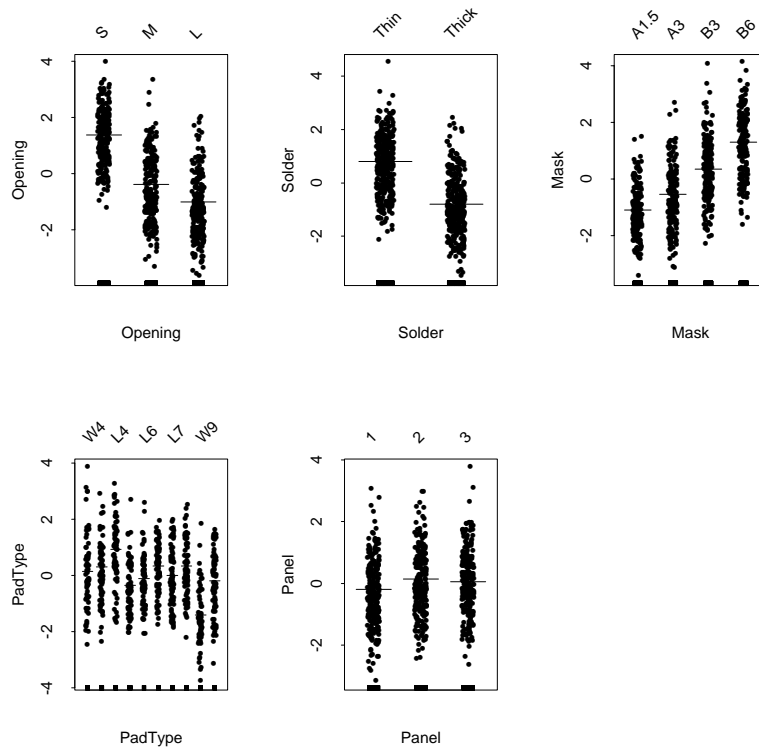 S M L
Opening
4
2
0
-2
Opening
Thin Thick
Solder
4
2
0
-2
Solder
A1.5 A3 B3 B6
Mask
4
2
0
-2
Mask
W4 L4 L6 L7 W9
PadType
4
2
0
-2
-4
PadType
1 2 3
Panel
4
2
0
-2
Panel